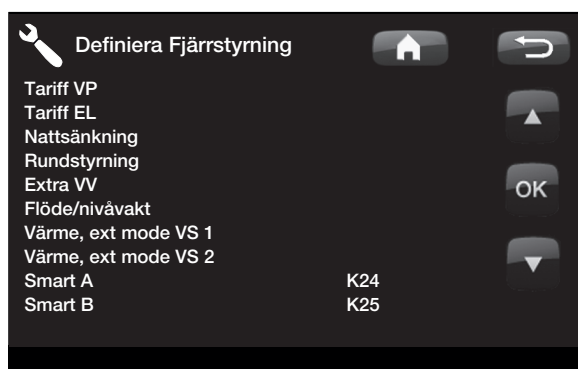 Definiera Fjärrstyrning
Tariff VP
Tariff EL
Nattsänkning
Rundstyrning
Extra VV
Flöde/nivåvakt
Värme, ext mode VS 1
Värme, ext mode VS 2
Smart A K24
Smart B K25
OK